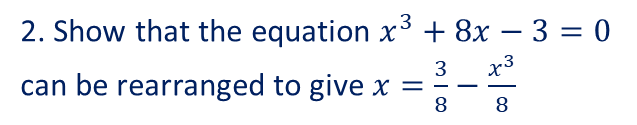 2. Show that the equation x³ + 8x − 3 = 0
can be rearranged to give x = 3/8 − x³/8